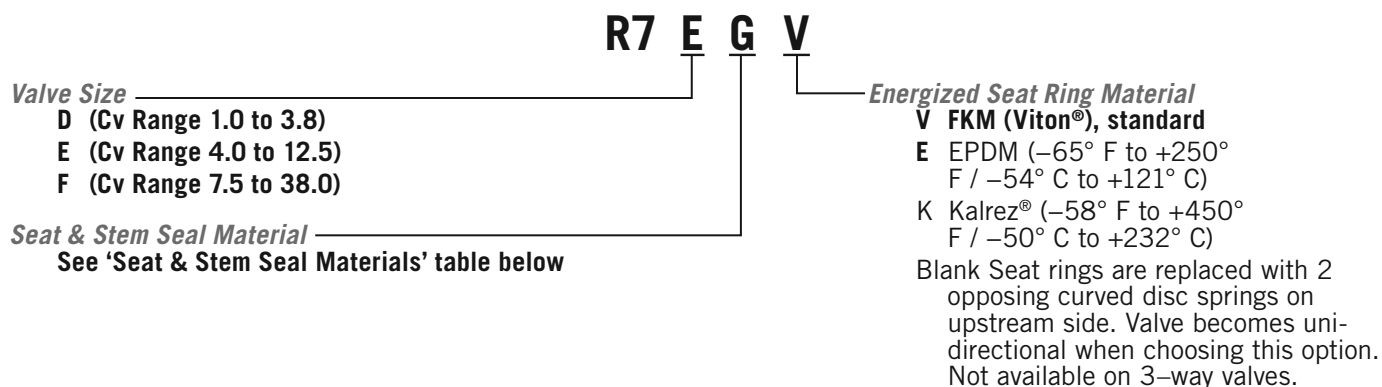 R7 E G V
Valve Size
D (Cv Range 1.0 to 3.8)
E (Cv Range 4.0 to 12.5)
F (Cv Range 7.5 to 38.0)
Seat & Stem Seal Material
See ‘Seat & Stem Seal Materials’ table below
Energized Seat Ring Material
V FKM (Viton®), standard
E EPDM (–65° F to +250°
F / –54° C to +121° C)
K Kalrez® (–58° F to +450°
F / –50° C to +232° C)
Blank Seat rings are replaced with 2
opposing curved disc springs on
upstream side. Valve becomes uni-
directional when choosing this option.
Not available on 3–way valves.